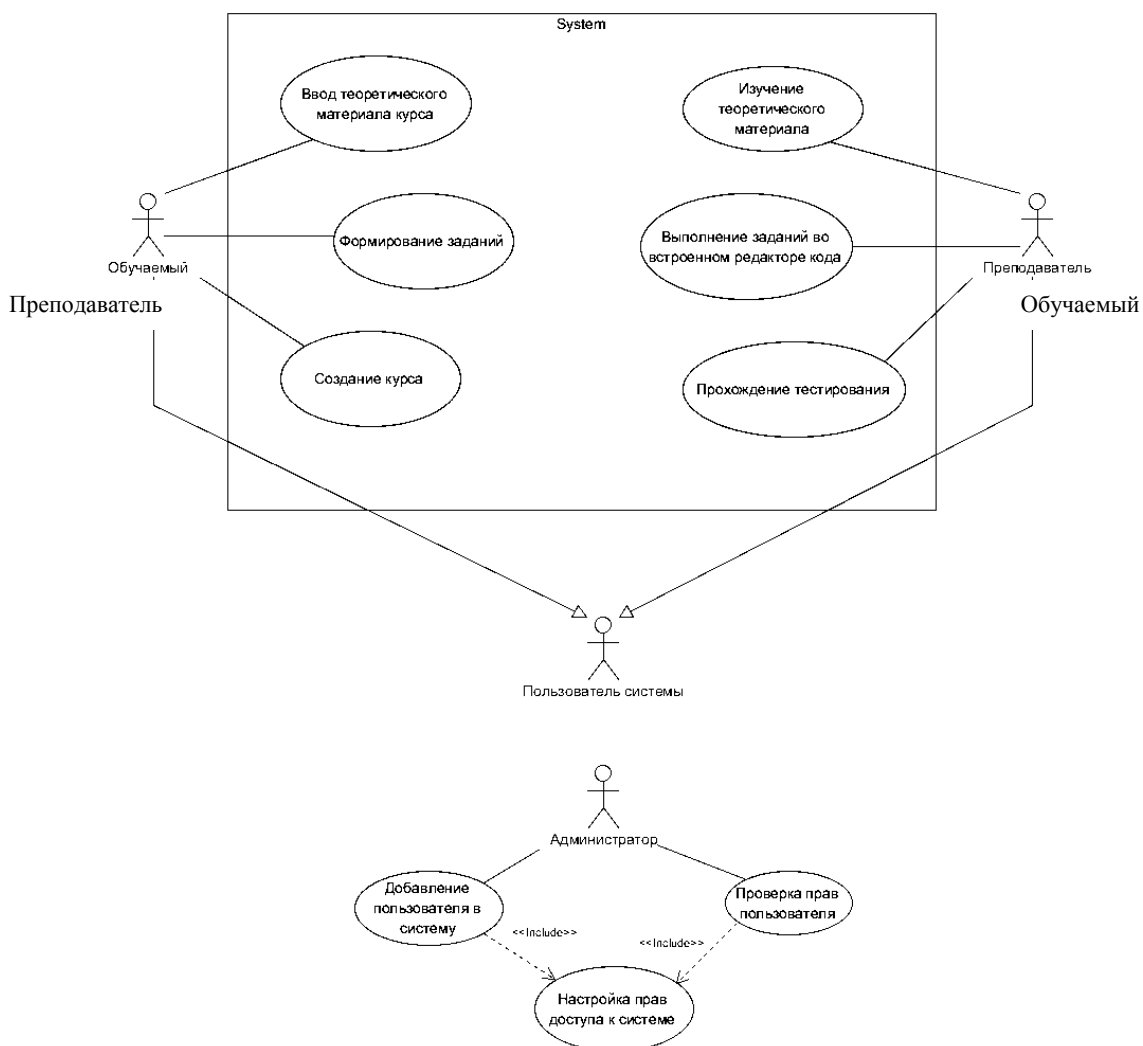 System
Ввод теоретического
материала курса
Изучение
теоретического
материала
Формирование заданий
Выполнение заданий во
встроенном редакторе кода
Обучаемый
Преподаватель
Преподаватель
Обучаемый
Создание курса
Прохождение тестирования
Пользователь системы
Администратор
Добавление
пользователя в
систему
Проверка прав
пользователя
<<Include>>
<<Include>>
Настройка прав
доступа к системе